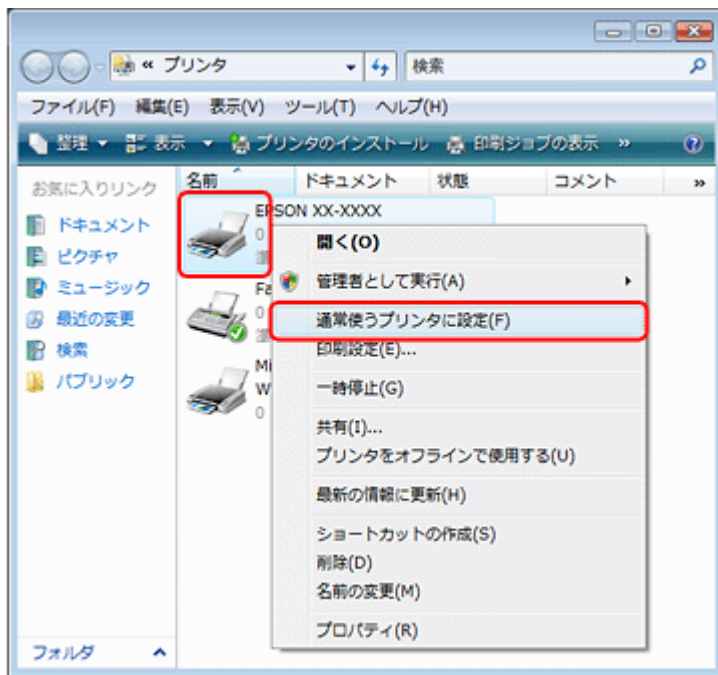 « プリンタ
検索
ファイル(F) 編集(E) 表示(V) ツール(T) ヘルプ(H)
整理 表示 プリンタのインストール 印刷ジョブの表示 »
お気に入りリンク
ドキュメント
ピクチャ
ミュージック
最近の変更
検索
パブリック
フォルダ
名前 ドキュメント 状態 コメント »
EPSON XX-XXXX
0
Fa
0
Mi
W
0
開く(O)
管理者として実行(A)
通常使うプリンタに設定(F)
印刷設定(E)...
一時停止(G)
共有(I)...
プリンタをオフラインで使用する(U)
最新の情報に更新(H)
ショートカットの作成(S)
削除(D)
名前の変更(M)
プロパティ(R)